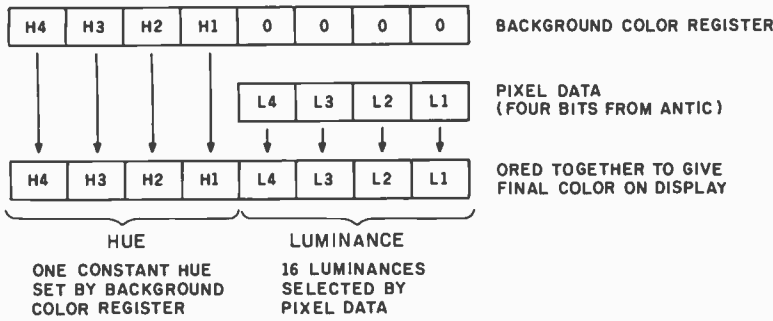 H4 H3 H2 H1 0 0 0 0 BACKGROUND COLOR REGISTER
L4 L3 L2 L1 PIXEL DATA
(FOUR BITS FROM ANTIC)
H4 H3 H2 H1 L4 L3 L2 L1 ORED TOGETHER TO GIVE
FINAL COLOR ON DISPLAY
HUE
ONE CONSTANT HUE
SET BY BACKGROUND
COLOR REGISTER
LUMINANCE
16 LUMINANCES
SELECTED BY
PIXEL DATA